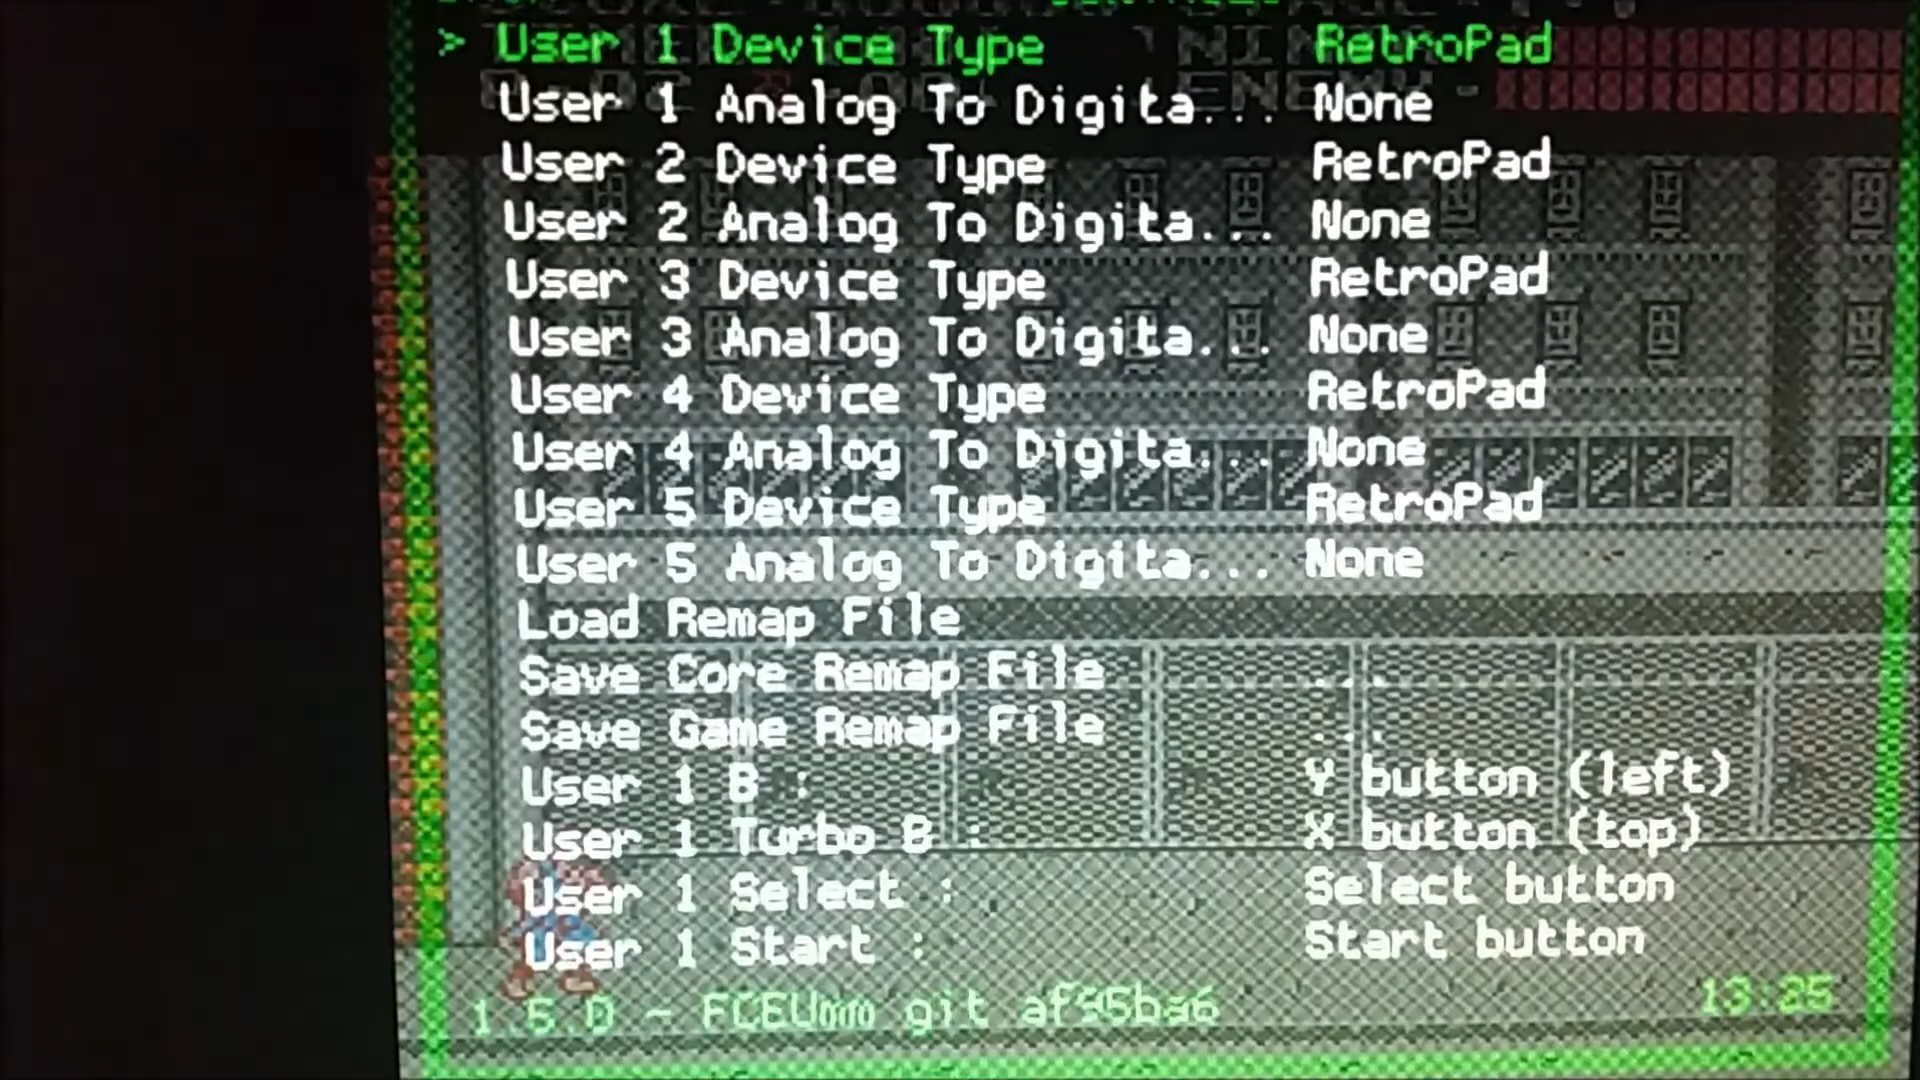 > User 1 Device Type RetroPad
User 1 Analog To Digita... None
User 2 Device Type RetroPad
User 2 Analog To Digita... None
User 3 Device Type RetroPad
User 3 Analog To Digita... None
User 4 Device Type RetroPad
User 4 Analog To Digita... None
User 5 Device Type RetroPad
User 5 Analog To Digita... None
Load Remap File
Save Core Remap File ...
Save Game Remap File ...
User 1 B : Y button (left)
User 1 Turbo B : X button (top)
User 1 Select : Select button
User 1 Start : Start button
1.5.0 - FCEUmm git af95ba6 13:25